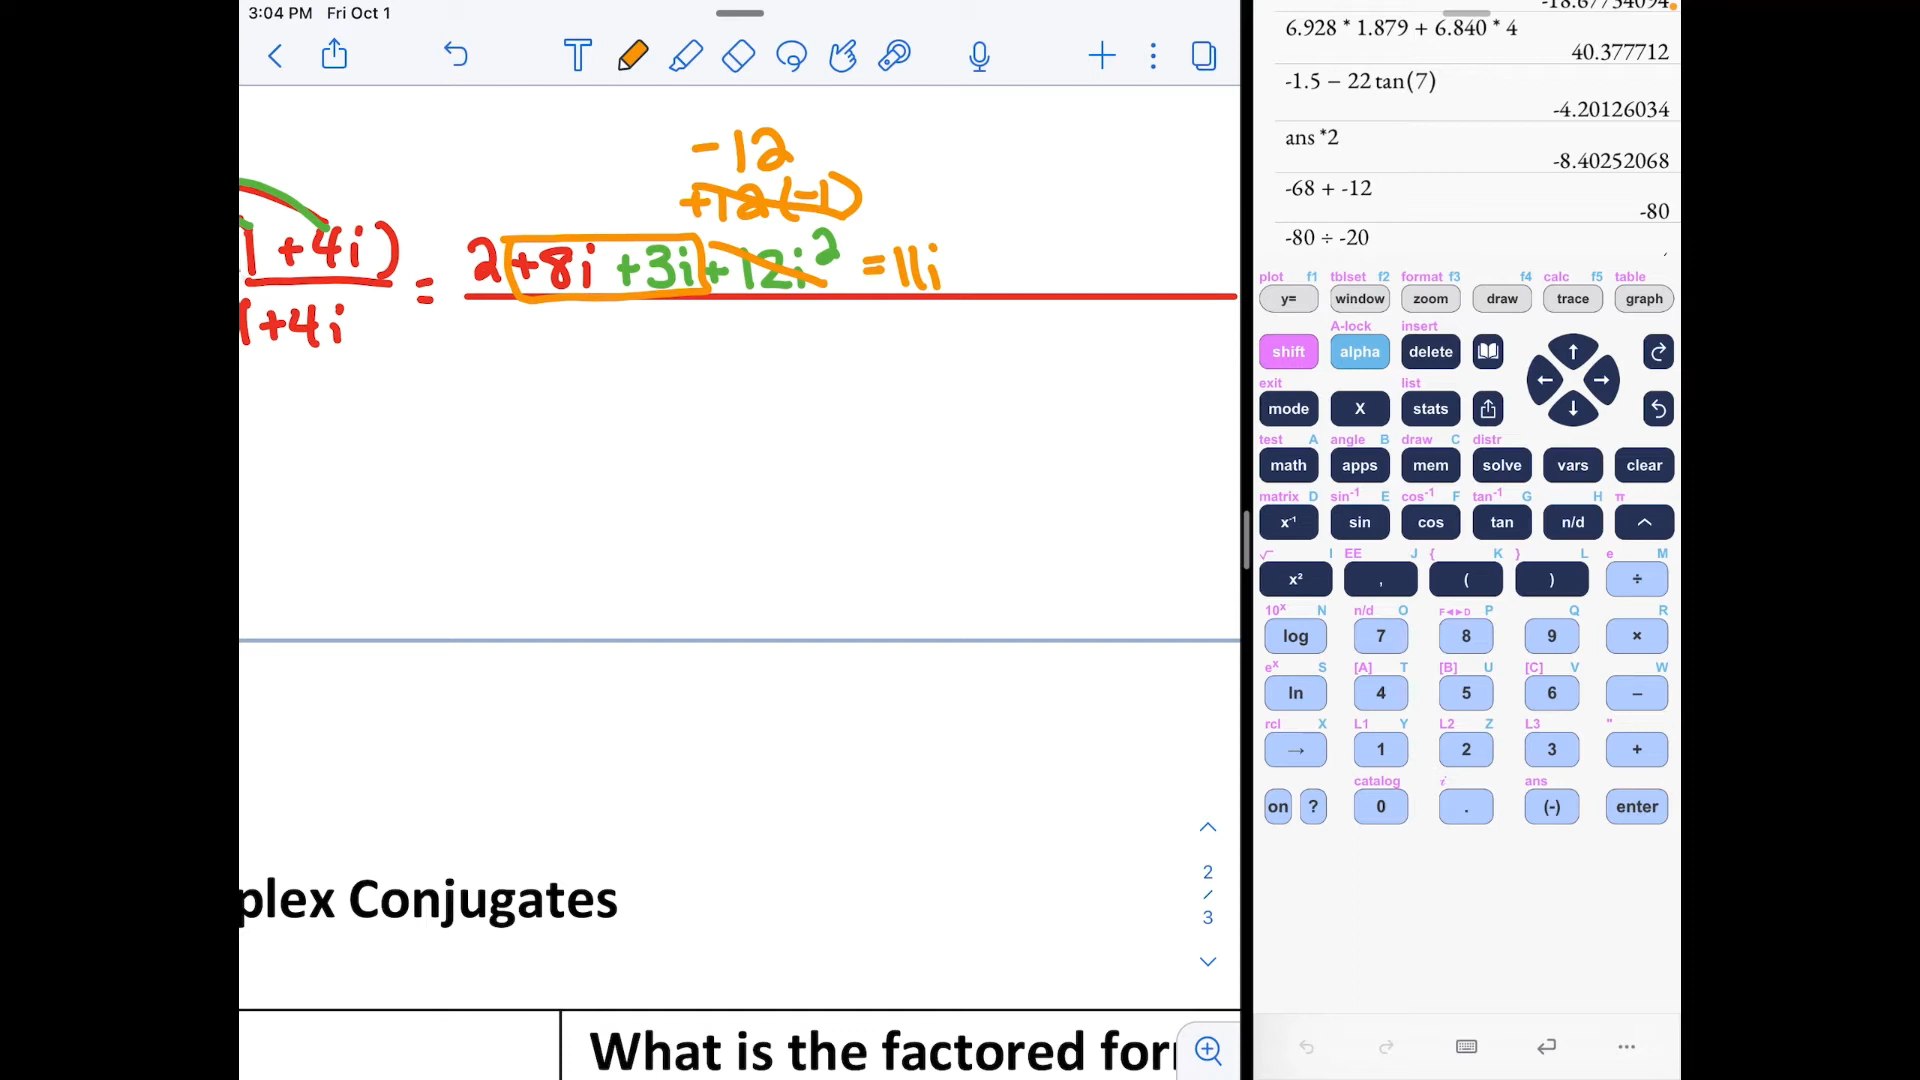 3:04 PM Fri Oct 1
-12
+12(-1)
1 +4i)
1+4i
= 2 +8i +3i +12i² = 11i
plex Conjugates
2
/
3
What is the factored for
-18.67734094
6.928 * 1.879 + 6.840 * 4
40.377712
-1.5 – 22 tan(7)
-4.20126034
ans *2
-8.40252068
-68 + -12
-80
-80 ÷ -20
plot f1 tblset f2 format f3 f4 calc f5 table
y= window zoom draw trace graph
A-lock insert
shift alpha delete
exit list
mode X stats
test A angle B draw C distr
math apps mem solve vars clear
matrix D sin⁻¹ E cos⁻¹ F tan⁻¹ G H π
x⁻¹ sin cos tan n/d ^
√ I EE J { K } L e M
x² , ( ) ÷
10ˣ N n/d O F◄►D P Q R
log 7 8 9 ×
eˣ S [A] T [B] U [C] V W
ln 4 5 6 –
rcl X L1 Y L2 Z L3 "
→ 1 2 3 +
catalog i ans
on ? 0 . (-) enter